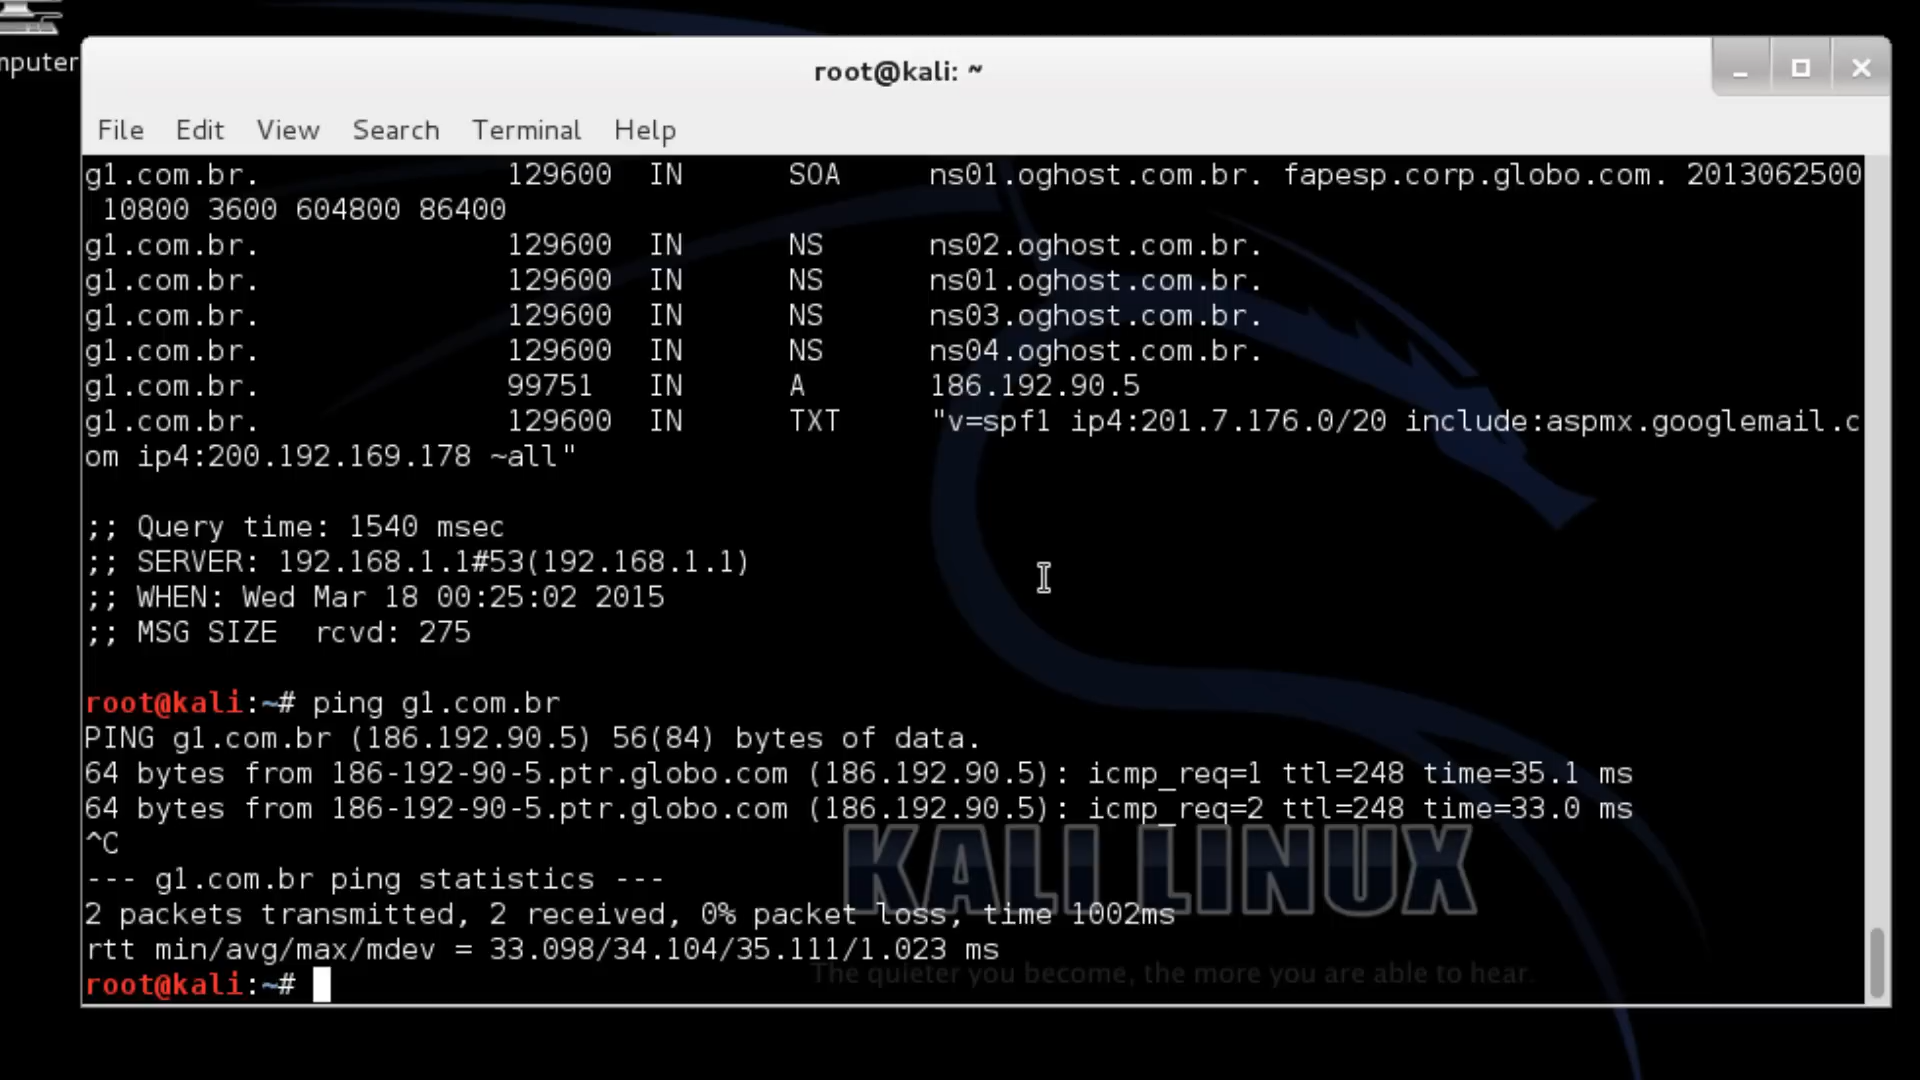 mputer
root@kali: ~
File Edit View Search Terminal Help
g1.com.br. 129600 IN SOA ns01.oghost.com.br. fapesp.corp.globo.com. 2013062500
10800 3600 604800 86400
g1.com.br. 129600 IN NS ns02.oghost.com.br.
g1.com.br. 129600 IN NS ns01.oghost.com.br.
g1.com.br. 129600 IN NS ns03.oghost.com.br.
g1.com.br. 129600 IN NS ns04.oghost.com.br.
g1.com.br. 99751 IN A 186.192.90.5
g1.com.br. 129600 IN TXT "v=spf1 ip4:201.7.176.0/20 include:aspmx.googlemail.c
om ip4:200.192.169.178 ~all"
;; Query time: 1540 msec
;; SERVER: 192.168.1.1#53(192.168.1.1)
;; WHEN: Wed Mar 18 00:25:02 2015
;; MSG SIZE rcvd: 275
root@kali:~# ping g1.com.br
PING g1.com.br (186.192.90.5) 56(84) bytes of data.
64 bytes from 186-192-90-5.ptr.globo.com (186.192.90.5): icmp_req=1 ttl=248 time=35.1 ms
64 bytes from 186-192-90-5.ptr.globo.com (186.192.90.5): icmp_req=2 ttl=248 time=33.0 ms
^C
--- g1.com.br ping statistics ---
2 packets transmitted, 2 received, 0% packet loss, time 1002ms
rtt min/avg/max/mdev = 33.098/34.104/35.111/1.023 ms
root@kali:~#
KALI LINUX
The quieter you become, the more you are able to hear.